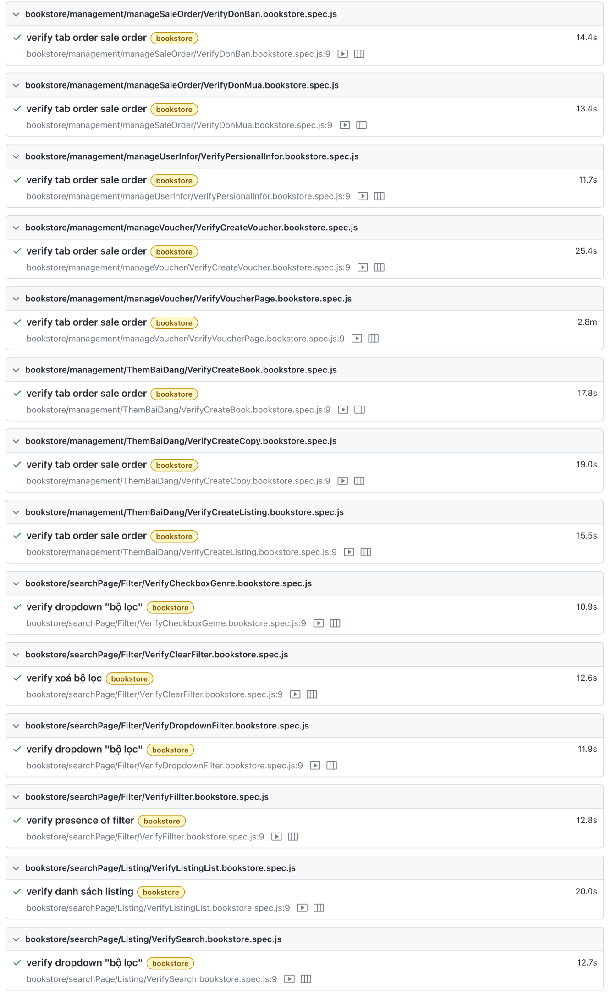 bookstore/management/manageSaleOrder/VerifyDonBan.bookstore.spec.js
verify tab order sale order bookstore 14.4s
bookstore/management/manageSaleOrder/VerifyDonBan.bookstore.spec.js:9
bookstore/management/manageSaleOrder/VerifyDonMua.bookstore.spec.js
verify tab order sale order bookstore 13.4s
bookstore/management/manageSaleOrder/VerifyDonMua.bookstore.spec.js:9
bookstore/management/manageUserInfor/VerifyPersionalInfor.bookstore.spec.js
verify tab order sale order bookstore 11.7s
bookstore/management/manageUserInfor/VerifyPersionalInfor.bookstore.spec.js:9
bookstore/management/manageVoucher/VerifyCreateVoucher.bookstore.spec.js
verify tab order sale order bookstore 25.4s
bookstore/management/manageVoucher/VerifyCreateVoucher.bookstore.spec.js:9
bookstore/management/manageVoucher/VerifyVoucherPage.bookstore.spec.js
verify tab order sale order bookstore 2.8m
bookstore/management/manageVoucher/VerifyVoucherPage.bookstore.spec.js:9
bookstore/management/ThemBaiDang/VerifyCreateBook.bookstore.spec.js
verify tab order sale order bookstore 17.8s
bookstore/management/ThemBaiDang/VerifyCreateBook.bookstore.spec.js:9
bookstore/management/ThemBaiDang/VerifyCreateCopy.bookstore.spec.js
verify tab order sale order bookstore 19.0s
bookstore/management/ThemBaiDang/VerifyCreateCopy.bookstore.spec.js:9
bookstore/management/ThemBaiDang/VerifyCreateListing.bookstore.spec.js
verify tab order sale order bookstore 15.5s
bookstore/management/ThemBaiDang/VerifyCreateListing.bookstore.spec.js:9
bookstore/searchPage/Filter/VerifyCheckboxGenre.bookstore.spec.js
verify dropdown "bộ lọc" bookstore 10.9s
bookstore/searchPage/Filter/VerifyCheckboxGenre.bookstore.spec.js:9
bookstore/searchPage/Filter/VerifyClearFilter.bookstore.spec.js
verify xoá bộ lọc bookstore 12.6s
bookstore/searchPage/Filter/VerifyClearFilter.bookstore.spec.js:9
bookstore/searchPage/Filter/VerifyDropdownFilter.bookstore.spec.js
verify dropdown "bộ lọc" bookstore 11.9s
bookstore/searchPage/Filter/VerifyDropdownFilter.bookstore.spec.js:9
bookstore/searchPage/Filter/VerifyFillter.bookstore.spec.js
verify presence of filter bookstore 12.8s
bookstore/searchPage/Filter/VerifyFillter.bookstore.spec.js:9
bookstore/searchPage/Listing/VerifyListingList.bookstore.spec.js
verify danh sách listing bookstore 20.0s
bookstore/searchPage/Listing/VerifyListingList.bookstore.spec.js:9
bookstore/searchPage/Listing/VerifySearch.bookstore.spec.js
verify dropdown "bộ lọc" bookstore 12.7s
bookstore/searchPage/Listing/VerifySearch.bookstore.spec.js:9